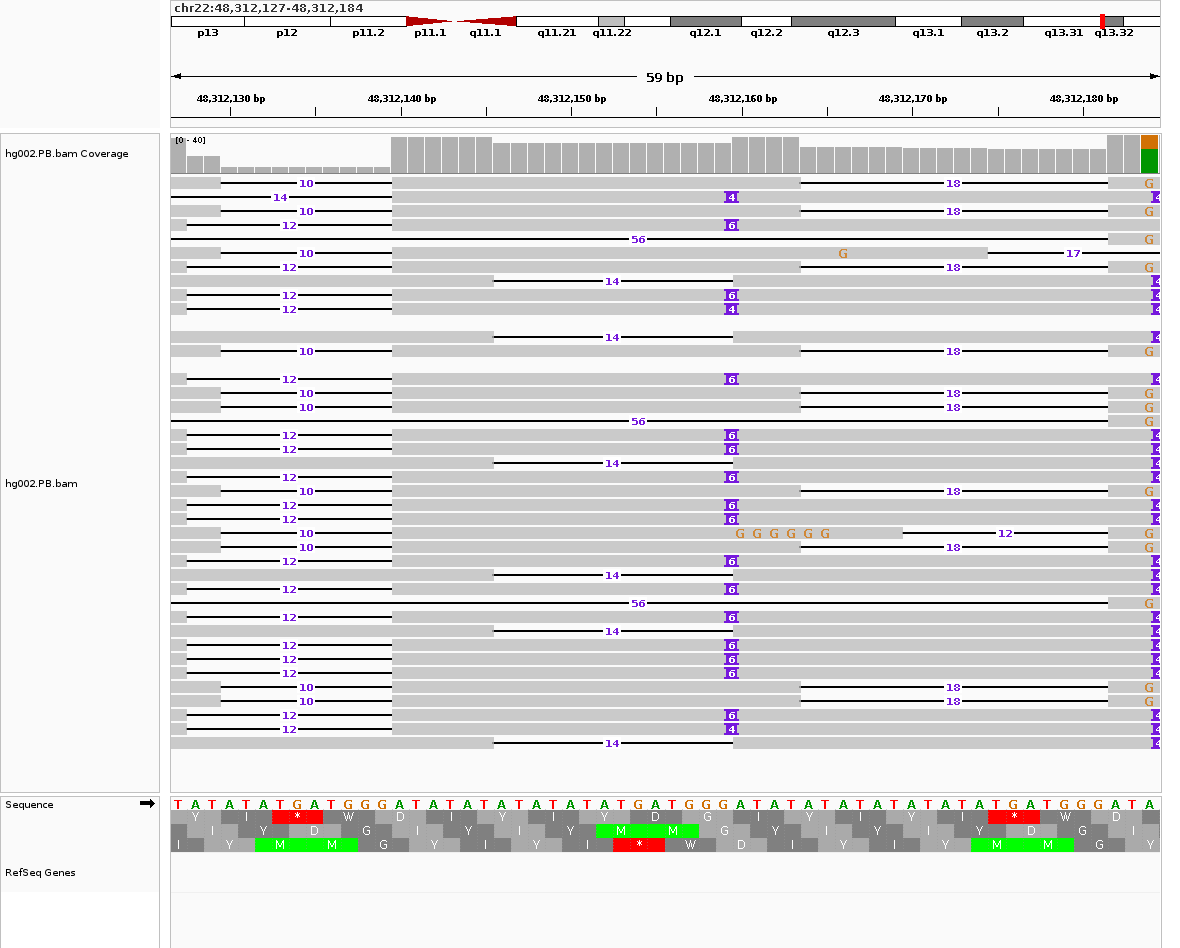 chr22:48,312,127-48,312,184
p13 p12 p11.2 p11.1 q11.1 q11.21 q11.22 q12.1 q12.2 q12.3 q13.1 q13.2 q13.31 q13.32
59 bp
48,312,130 bp 48,312,140 bp 48,312,150 bp 48,312,160 bp 48,312,170 bp 48,312,180 bp
[0 - 40]
hg002.PB.bam Coverage
10 18 G
14 4 4
10 18 G
12 6 4
56 G
10 G 17
12 18 G
14 4
12 6 4
12 4 4
14 4
10 18 G
12 6 4
10 18 G
10 18 G
56 G
12 6 4
12 6 4
14 4
12 6 4
hg002.PB.bam
10 18 G
12 6 4
12 6 4
10 G G G G G G 12 G
10 18 G
12 6 4
14 4
12 6 4
56 G
12 6 4
14 4
12 6 4
12 6 4
12 6 4
10 18 G
10 18 G
12 6 4
12 4 4
14 4
Sequence T A T A T A T G A T G G G A T A T A T A T A T A T A T G A T G G G A T A T A T A T A T A T A T A T G A T G G G A T A
Y I * W D I Y I Y D G I Y I Y I * W D
I Y D G I Y I Y M M G Y I Y I Y D G I
I Y M M G Y I Y I * W D I Y I Y M M G Y
RefSeq Genes